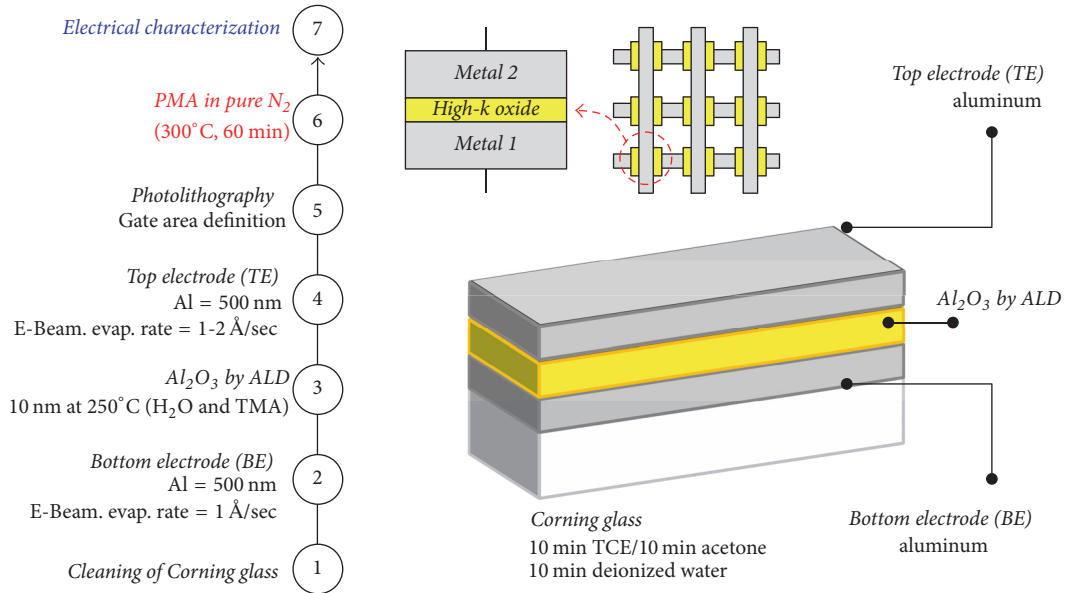 Electrical characterization
7
PMA in pure N₂
(300°C, 60 min)
6
Photolithography
Gate area definition
5
Top electrode (TE)
Al = 500 nm
E-Beam. evap. rate = 1-2 Å/sec
4
Al₂O₃ by ALD
10 nm at 250°C (H₂O and TMA)
3
Bottom electrode (BE)
Al = 500 nm
E-Beam. evap. rate = 1 Å/sec
2
Cleaning of Corning glass
1
Metal 2
High-k oxide
Metal 1
Top electrode (TE)
aluminum
Al₂O₃ by ALD
Bottom electrode (BE)
aluminum
Corning glass
10 min TCE/10 min acetone
10 min deionized water